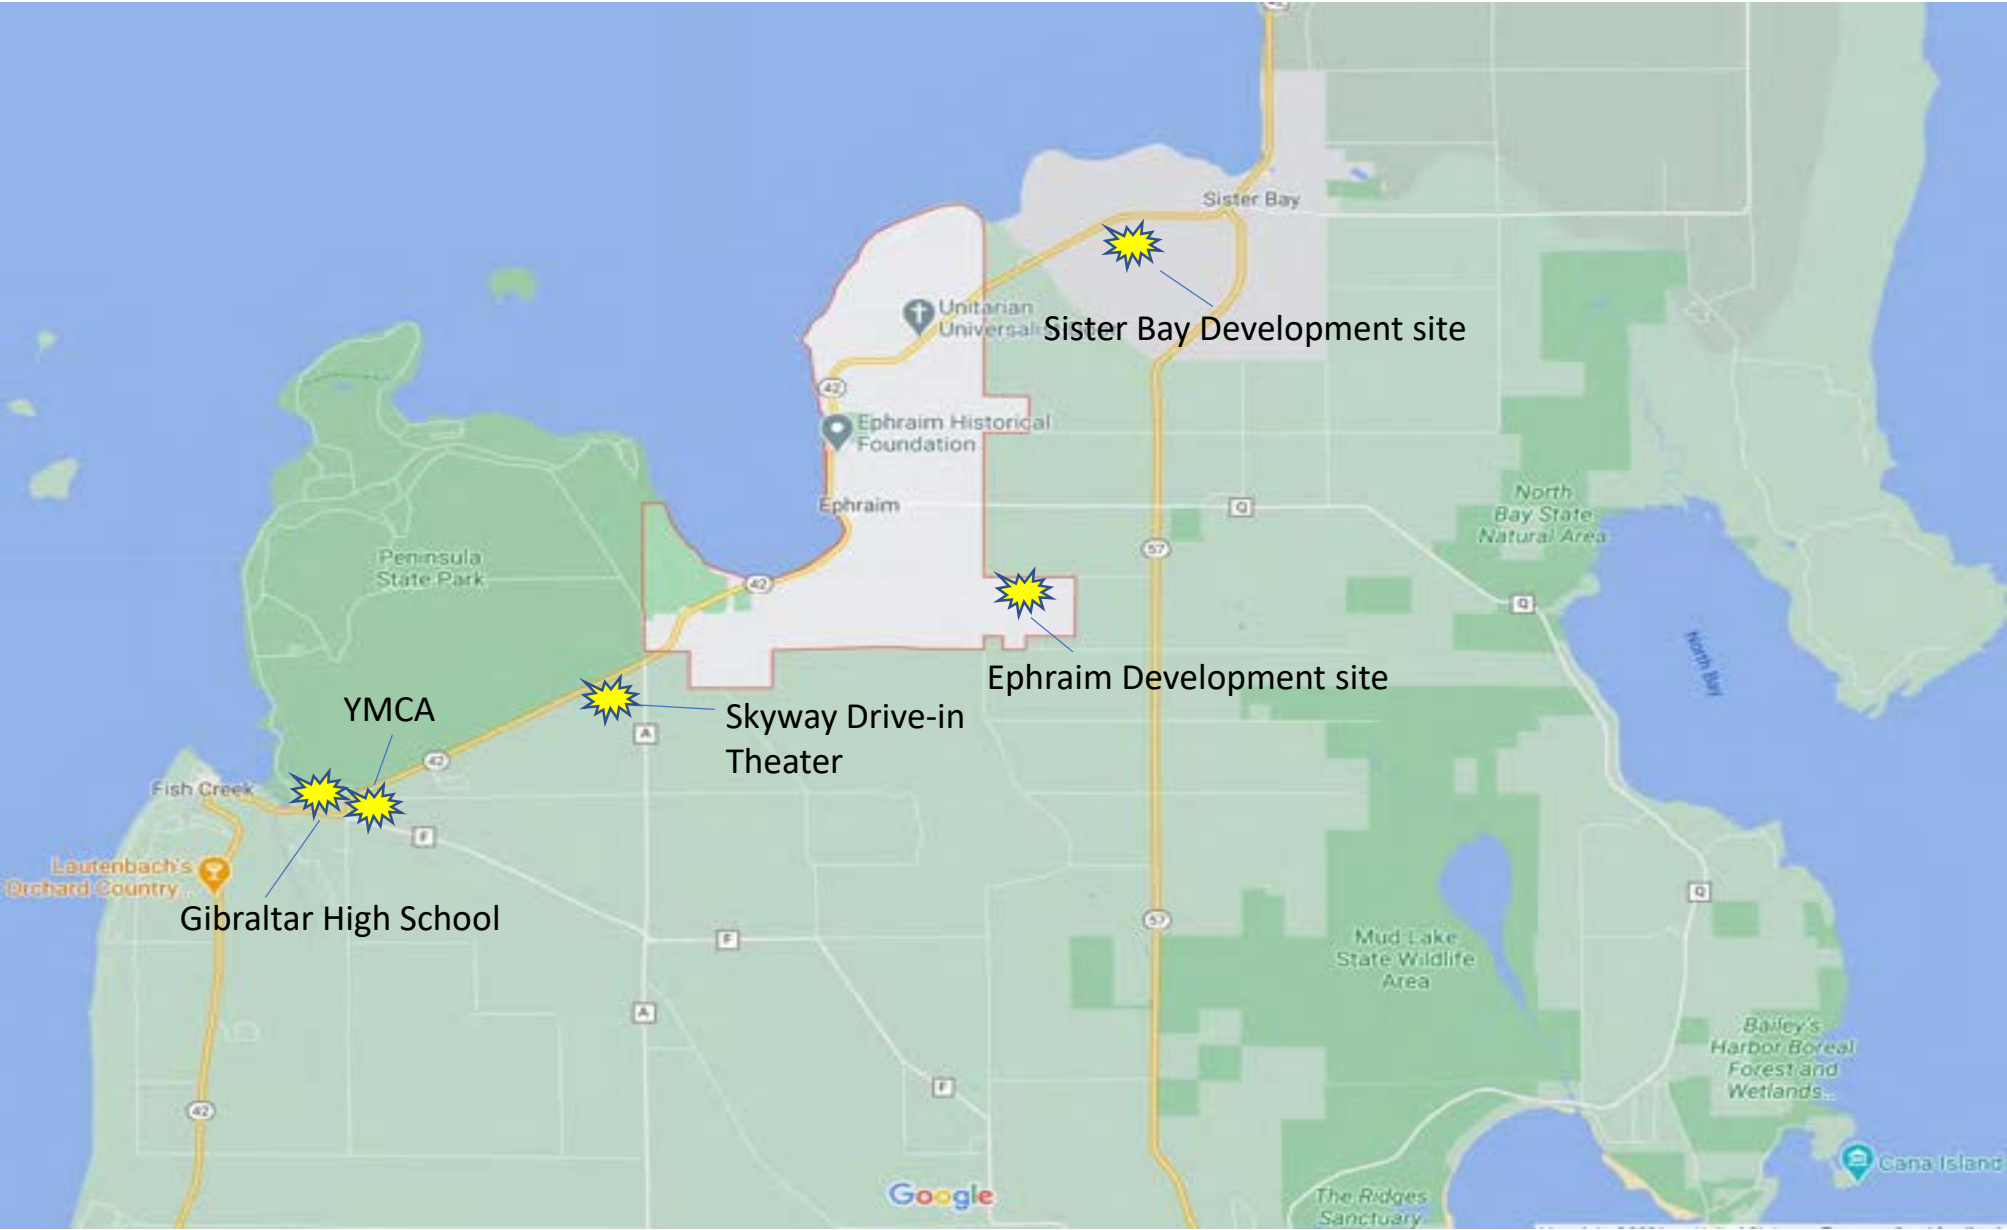 Sister Bay
Unitarian
Sister Bay Development site
42
Ephraim Historical
Foundation
Ephraim
Q
North
Bay State
Natural Area
57
Peninsula
State Park
42
Q
North Bay
Ephraim Development site
YMCA
Skyway Drive-in
Theater
A
42
Fish Creek
F
Lautenbach's
Orchard Country...
Q
Gibraltar High School
57
F
Mud Lake
State Wildlife
Area
A
Bailey's
Harbor Boreal
Forest and
Wetlands...
F
42
Cana Island
Google
The Ridges
Sanctuary